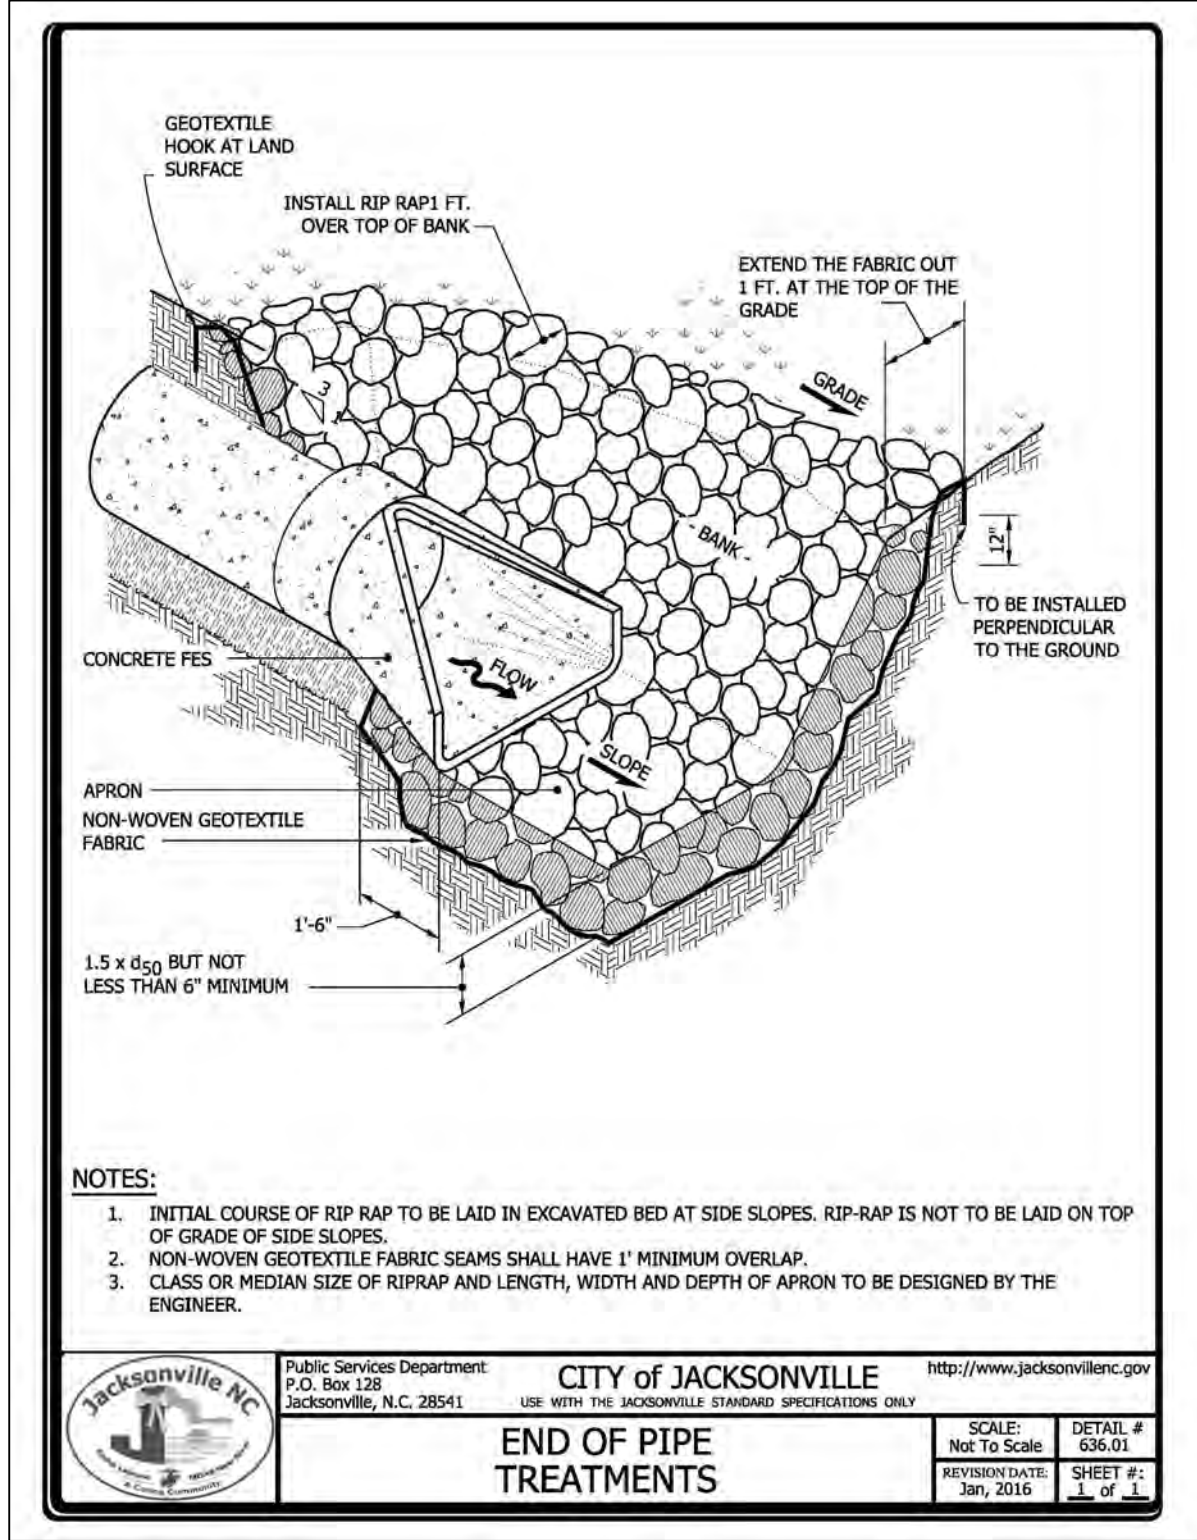 GEOTEXTILE
HOOK AT LAND
SURFACE
INSTALL RIP RAP1 FT.
OVER TOP OF BANK
EXTEND THE FABRIC OUT
1 FT. AT THE TOP OF THE
GRADE
GRADE
3
1
- BANK -
12"
TO BE INSTALLED
PERPENDICULAR
TO THE GROUND
CONCRETE FES
FLOW
SLOPE
APRON
NON-WOVEN GEOTEXTILE
FABRIC
1'-6"
1.5 x d50 BUT NOT
LESS THAN 6" MINIMUM
NOTES:
1. INITIAL COURSE OF RIP RAP TO BE LAID IN EXCAVATED BED AT SIDE SLOPES. RIP-RAP IS NOT TO BE LAID ON TOP
OF GRADE OF SIDE SLOPES.
2. NON-WOVEN GEOTEXTILE FABRIC SEAMS SHALL HAVE 1' MINIMUM OVERLAP.
3. CLASS OR MEDIAN SIZE OF RIPRAP AND LENGTH, WIDTH AND DEPTH OF APRON TO BE DESIGNED BY THE
ENGINEER.
Jacksonville NC
a Caring Community
Public Services Department
P.O. Box 128
Jacksonville, N.C. 28541
CITY of JACKSONVILLE
USE WITH THE JACKSONVILLE STANDARD SPECIFICATIONS ONLY
http://www.jacksonvillenc.gov
END OF PIPE
TREATMENTS
SCALE:
Not To Scale
DETAIL #
636.01
REVISION DATE:
Jan, 2016
SHEET #:
1 of 1